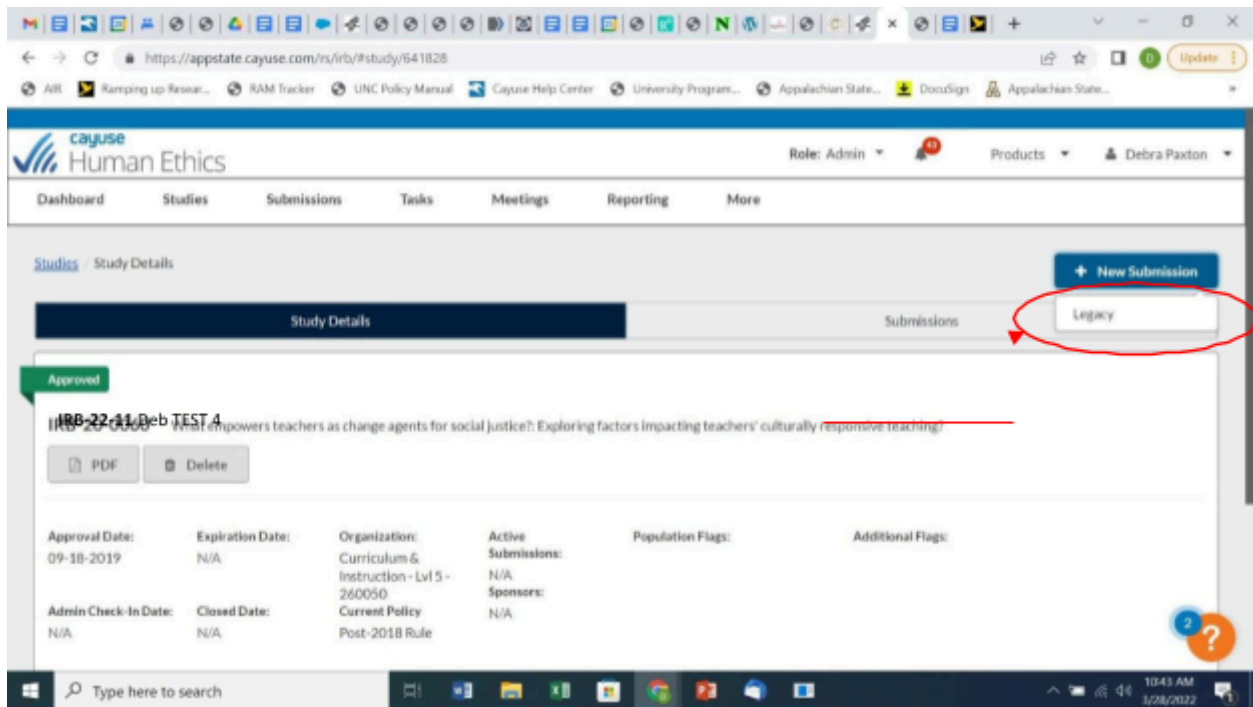 https://appstate.cayuse.com/rs/irb/#study/641828
Update
AIR Ramping up Resear... RAM Tracker UNC Policy Manual Cayuse Help Center University Program... Appalachian State... DocuSign Appalachian State...
cayuse
Human Ethics
Role: Admin 43 Products Debra Paxton
Dashboard Studies Submissions Tasks Meetings Reporting More
Studies / Study Details
+ New Submission
Legacy
Study Details Submissions
Approved
IRB-22-11 Deb TEST 4
What empowers teachers as change agents for social justice?: Exploring factors impacting teachers' culturally responsive teaching?
PDF Delete
Approval Date: Expiration Date: Organization: Active Submissions: Population Flags: Additional Flags:
09-18-2019 N/A Curriculum & Instruction - Lvl 5 - 260050 N/A
Sponsors:
Admin Check-In Date: Closed Date: Current Policy N/A
N/A N/A Post-2018 Rule
2
?
Type here to search
10:43 AM
3/28/2022